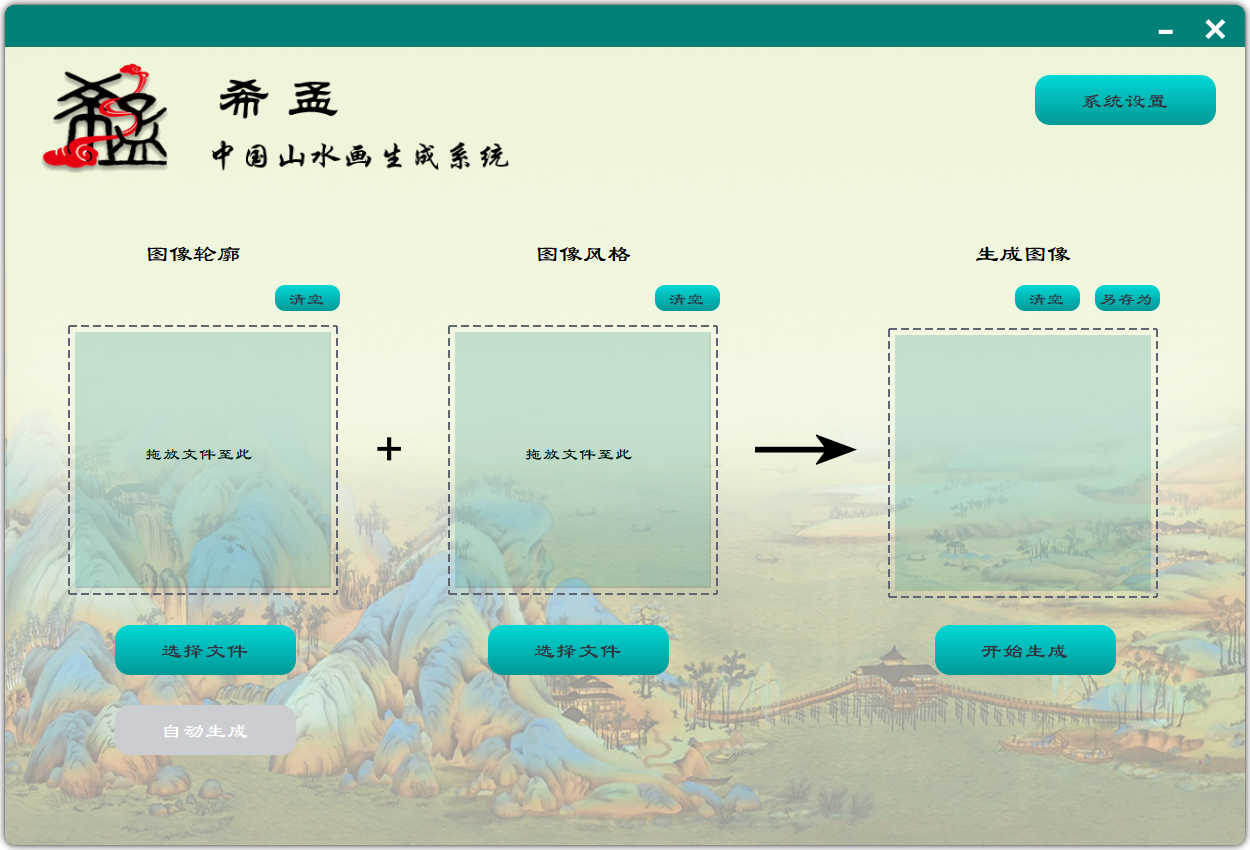 希孟
希 孟
中国山水画生成系统
系统设置
图像轮廓
图像风格
生成图像
清空
清空
清空
另存为
拖放文件至此
拖放文件至此
选择文件
选择文件
开始生成
自动生成